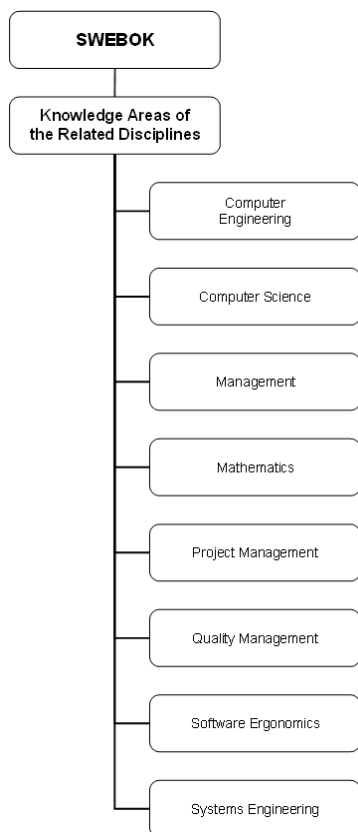 SWEBOK
Knowledge Areas of
the Related Disciplines
Computer
Engineering
Computer Science
Management
Mathematics
Project Management
Quality Management
Software Ergonomics
Systems Engineering